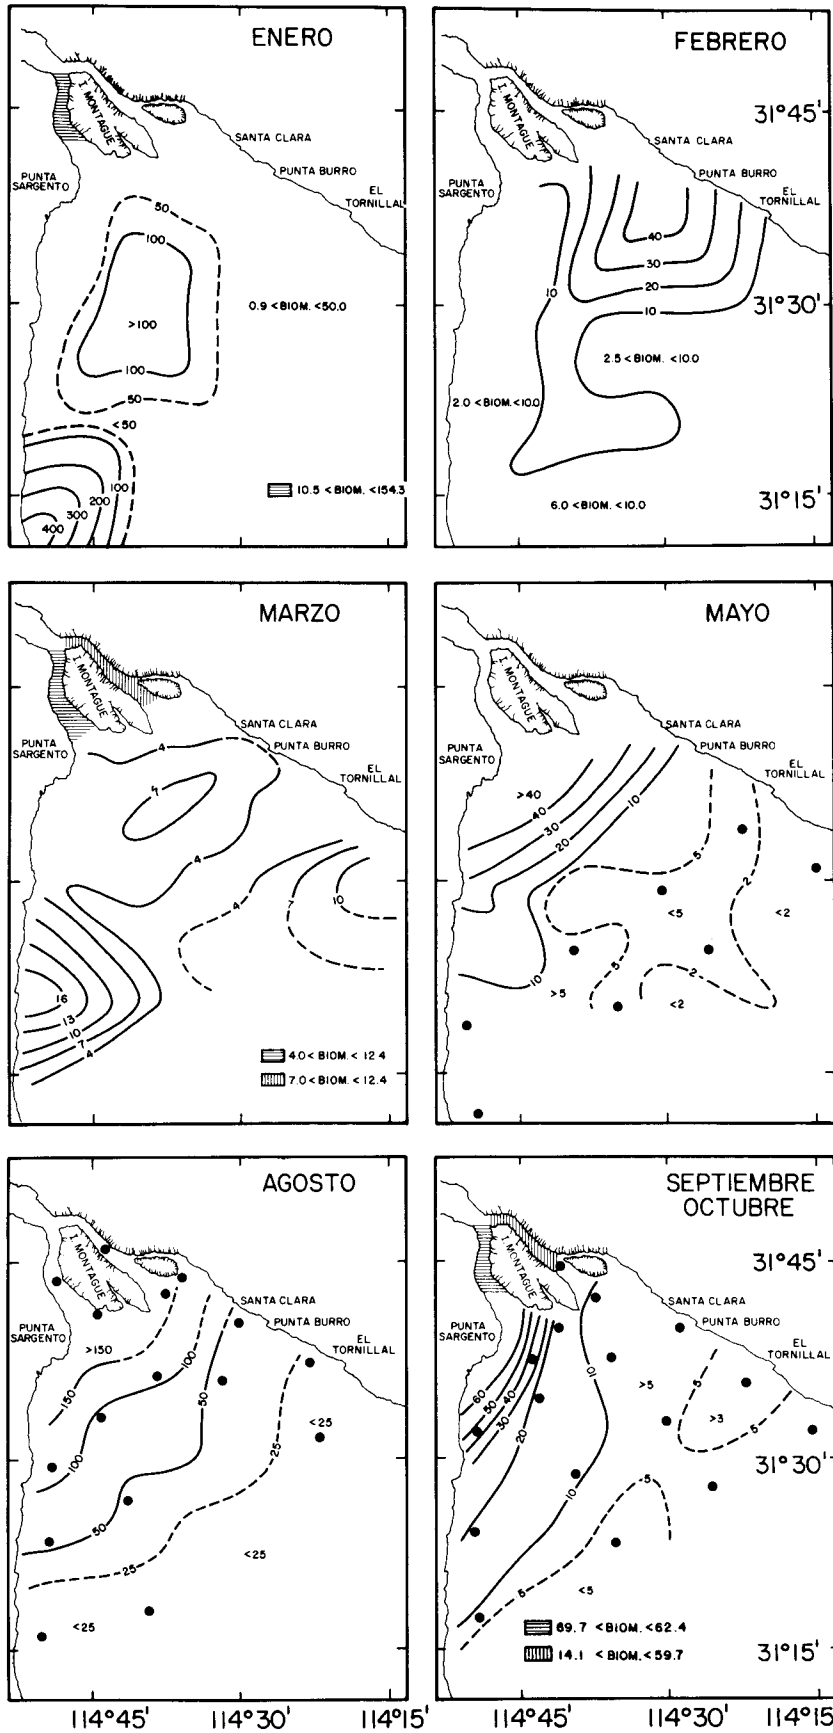 ENERO
I. MONTAGUE
SANTA CLARA
PUNTA BURRO
PUNTA
SARGENTO
EL
TORNILLAL
50
100
0.9 < BIOM. < 50.0
>100
100
50
<50
100
200
300
400
10.5 < BIOM. < 154.3
FEBRERO
31°45'
I. MONTAGUE
SANTA CLARA
PUNTA BURRO
PUNTA
SARGENTO
EL
TORNILLAL
40
30
20
10
10
31°30'
2.5 < BIOM. < 10.0
2.0 < BIOM. < 10.0
6.0 < BIOM. < 10.0
31°15'
MARZO
I. MONTAGUE
SANTA CLARA
PUNTA BURRO
PUNTA
SARGENTO
EL
TORNILLAL
4
4
4
7
10
16
13
10
7
4
4.0 < BIOM. < 12.4
7.0 < BIOM. < 12.4
MAYO
I. MONTAGUE
SANTA CLARA
PUNTA BURRO
PUNTA
SARGENTO
EL
TORNILLAL
>40
40
30
20
10
5
2
<5
<2
5
2
10
>5
<2
AGOSTO
I. MONTAGUE
SANTA CLARA
PUNTA BURRO
PUNTA
SARGENTO
>150
EL
TORNILLAL
150
100
50
<25
25
100
50
25
<25
<25
114°45'
114°30'
114°15'
SEPTIEMBRE
OCTUBRE
31°45'
I. MONTAGUE
SANTA CLARA
PUNTA BURRO
PUNTA
SARGENTO
EL
TORNILLAL
10
60
50
40
30
20
>5
5
>3
5
31°30'
10
5
5
<5
69.7 < BIOM. < 62.4
14.1 < BIOM. < 59.7
31°15'
114°45'
114°30'
114°15'